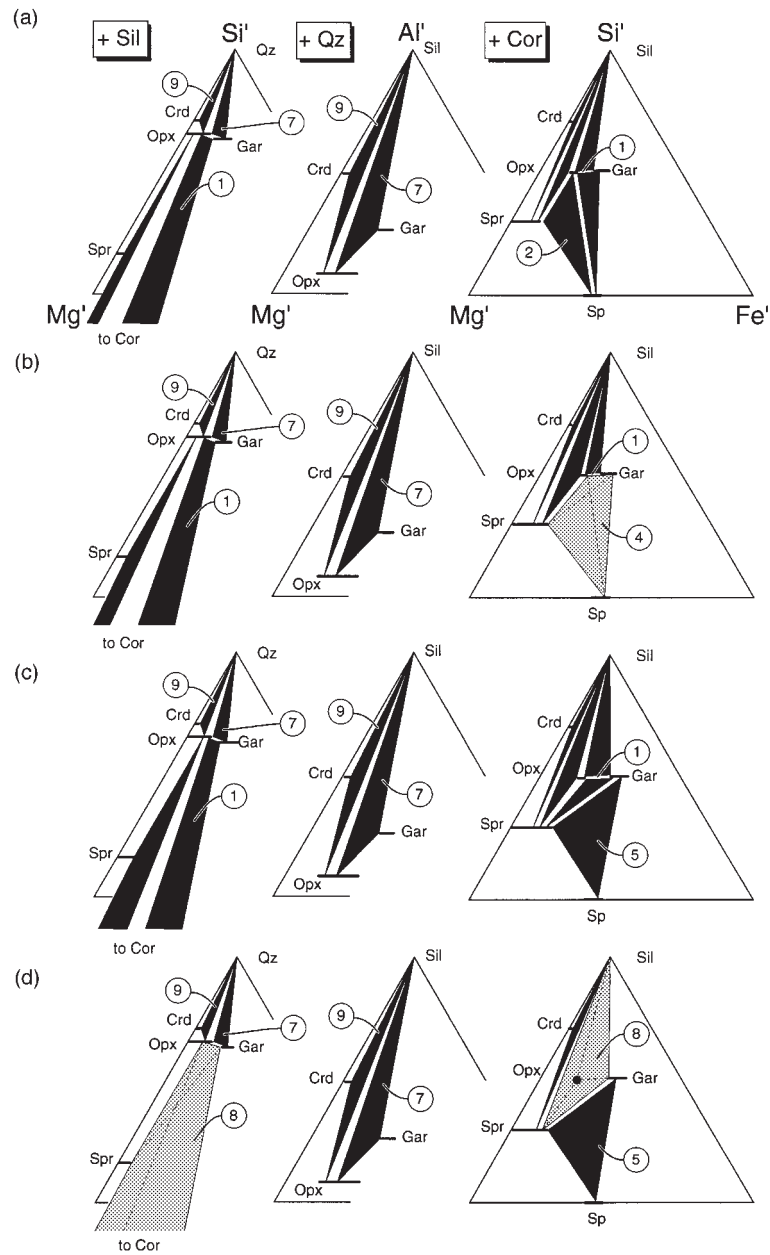 (a)
+ Sil
+ Qz
+ Cor
Si' Qz
Al' Sil
Si' Sil
9
Crd
Opx
7
Gar
1
Spr
Mg'
to Cor
9
Crd
7
Gar
Opx
Mg'
Crd
Opx
1
Gar
Spr
2
Mg'
Sp
Fe'
(b)
Qz
9
Crd
Opx
7
Gar
1
Spr
to Cor
Sil
9
Crd
7
Gar
Opx
Sil
Crd
Opx
1
Gar
Spr
4
Sp
(c)
Qz
9
Crd
Opx
7
Gar
1
Spr
to Cor
Sil
9
Crd
7
Gar
Opx
Sil
Crd
Opx
1
Gar
Spr
5
Sp
(d)
Qz
9
Crd
Opx
7
Gar
8
Spr
to Cor
Sil
9
Crd
7
Gar
Opx
Sil
Crd
8
Opx
Gar
Spr
5
Sp